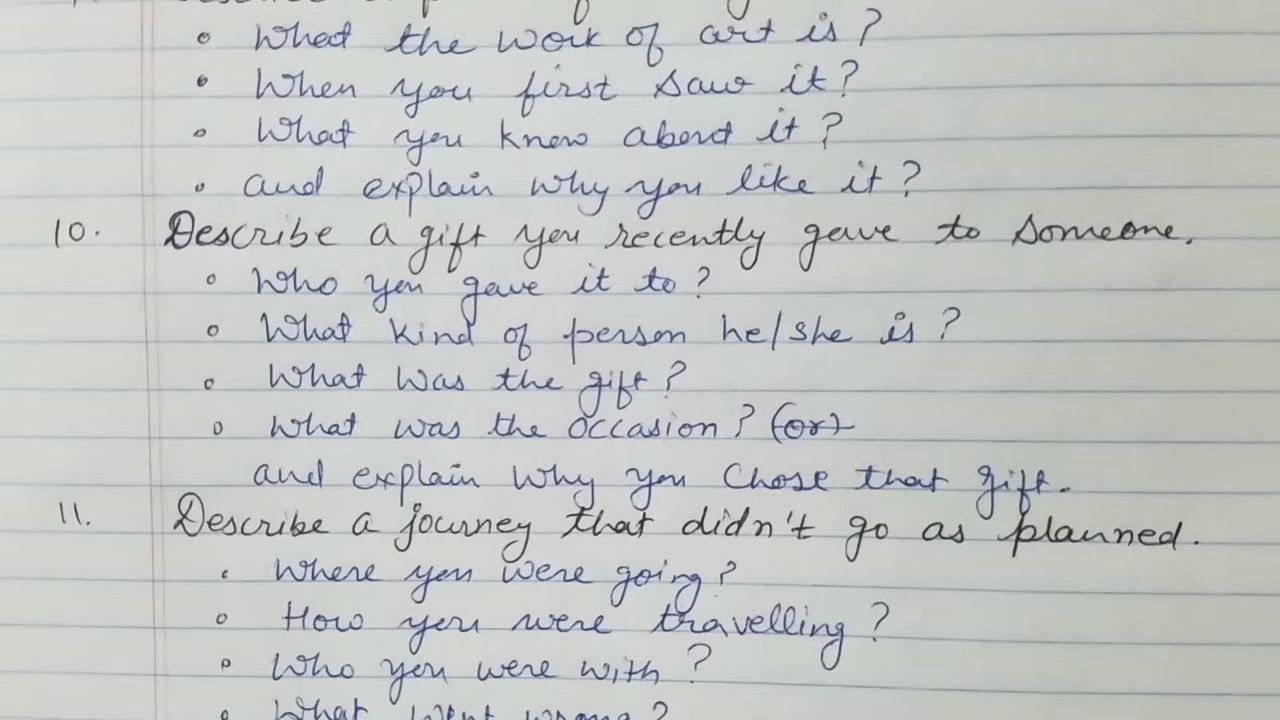 • What the work of art is?
• When you first saw it?
• What you know about it?
• and explain why you like it?
10. Describe a gift you recently gave to someone.
• Who you gave it to?
• What kind of person he/she is?
• What was the gift?
• What was the occasion? (or)
and explain why you chose that gift.
11. Describe a journey that didn't go as planned.
• Where you were going?
• How you were travelling?
• Who you were with?
• What went wrong?